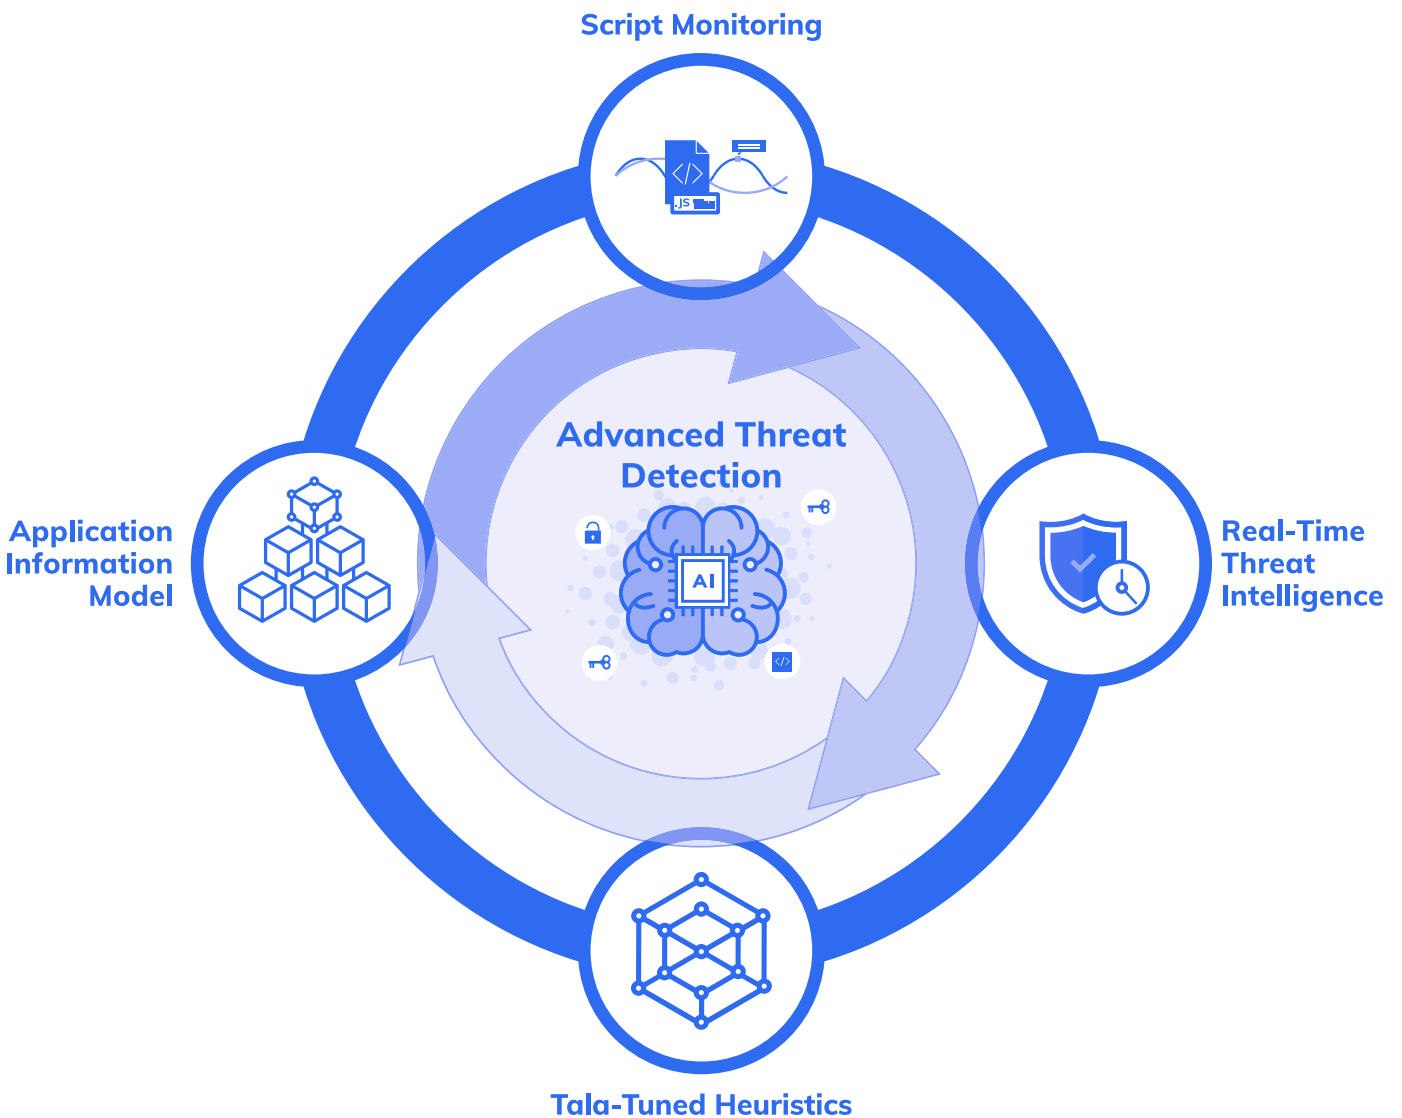 Script Monitoring
.JS
Advanced Threat
Detection
AI
</>
</>
Application
Information
Model
Real-Time
Threat
Intelligence
Tala-Tuned Heuristics